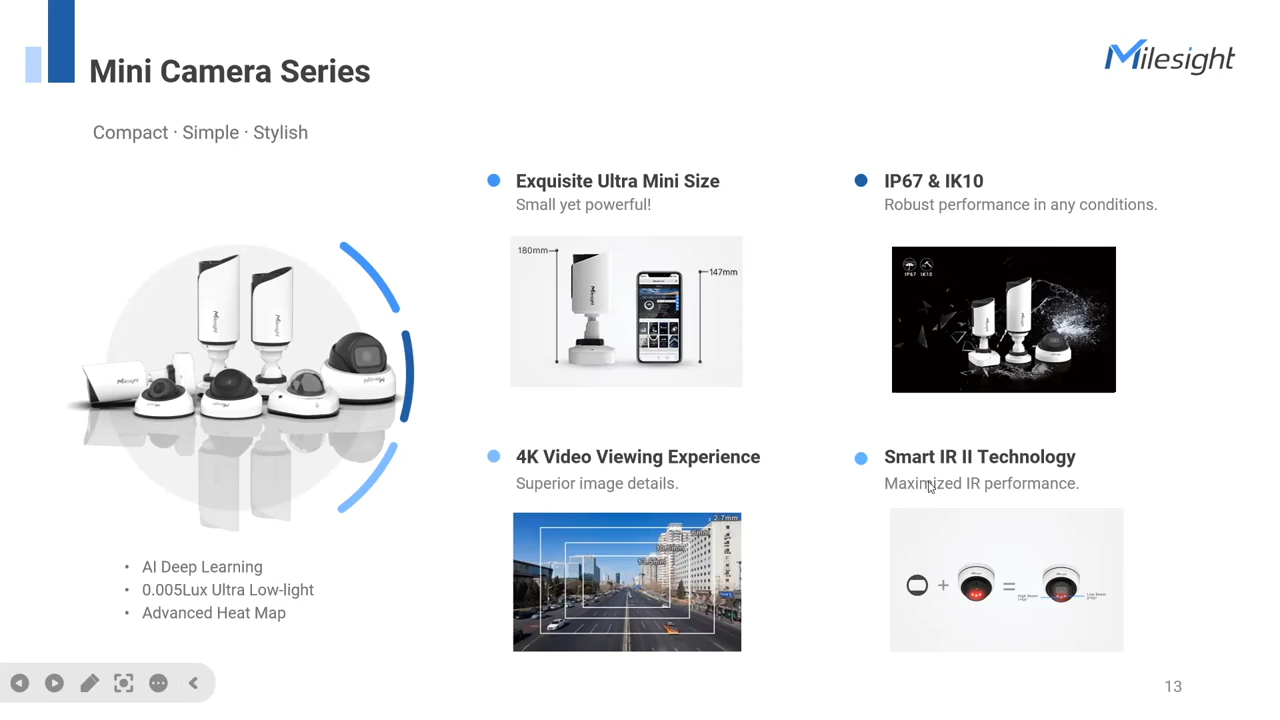 Mini Camera Series
Milesight
Compact · Simple · Stylish
Exquisite Ultra Mini Size
Small yet powerful!
180mm
147mm
Milesight
IP67 & IK10
Robust performance in any conditions.
IP67 IK10
4K Video Viewing Experience
Superior image details.
2.7mm
Smart IR II Technology
Maximized IR performance.
• AI Deep Learning
• 0.005Lux Ultra Low-light
• Advanced Heat Map
13